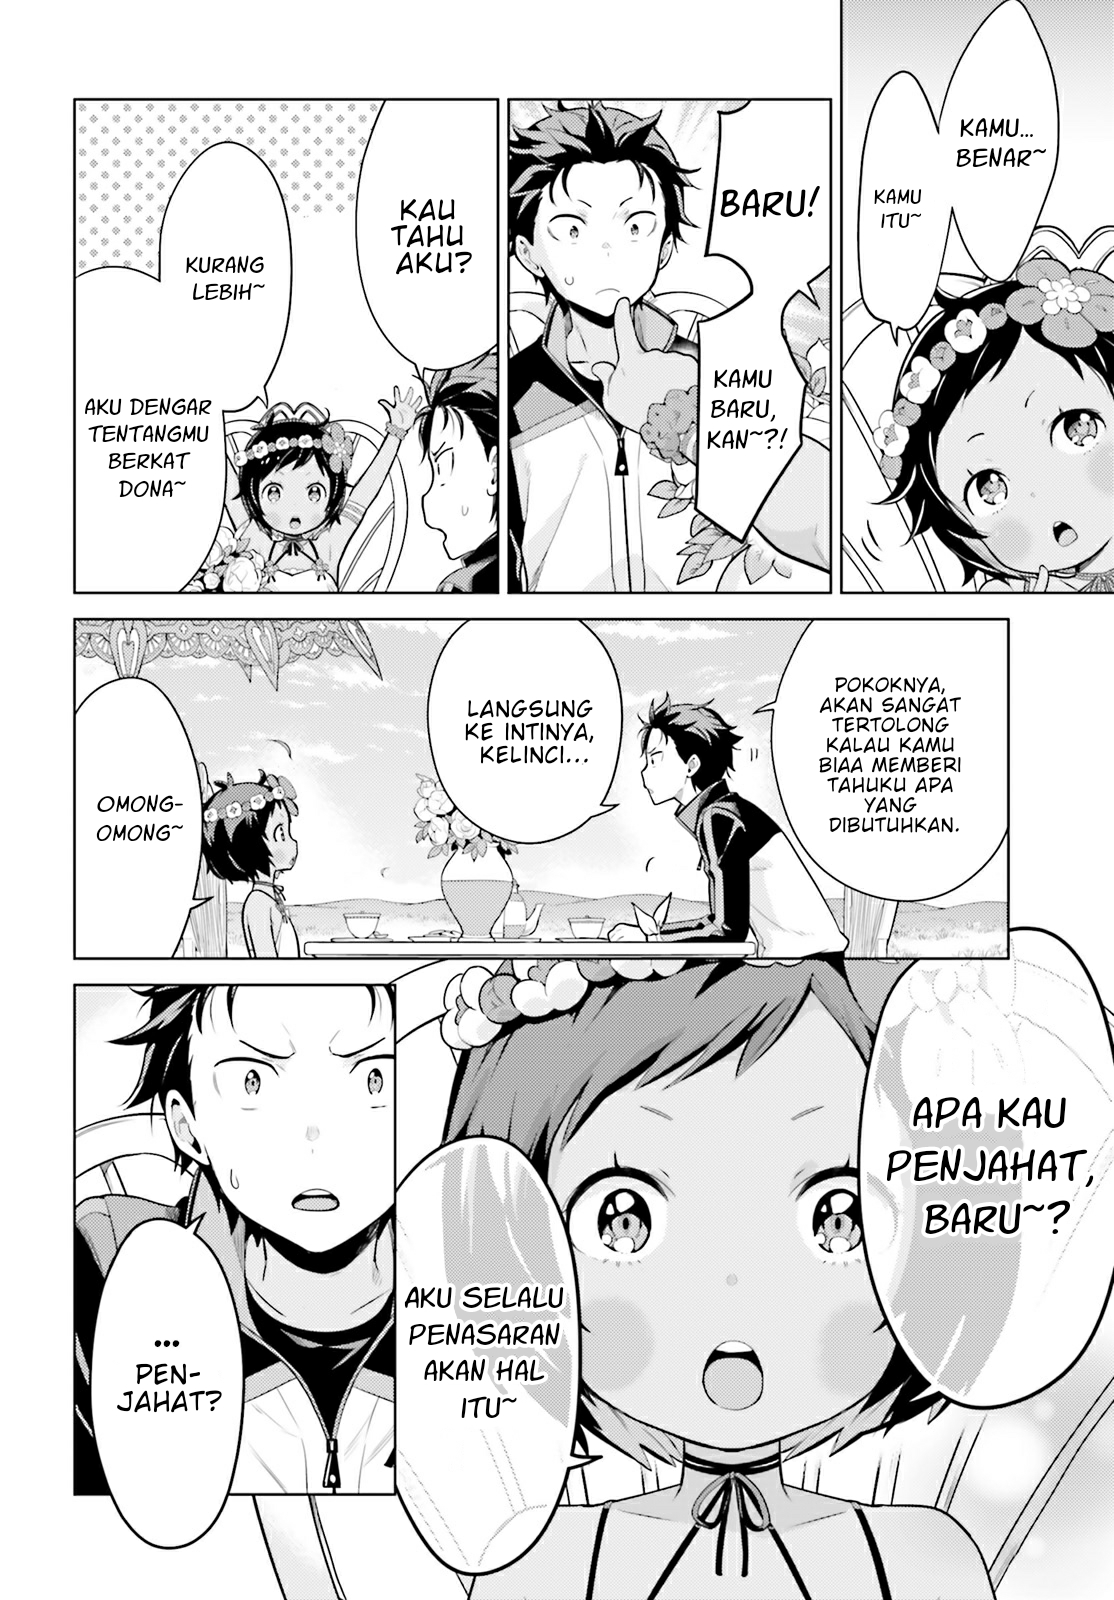 KAMU...
BENAR~
KAMU
ITU~
BARU!
KAMU
BARU,
KAN~?!
KAU
TAHU
AKU?
KURANG
LEBIH~
AKU DENGAR
TENTANGMU
BERKAT
DONA~
POKOKNYA,
AKAN SANGAT
TERTOLONG
KALAU KAMU
BIAA MEMBERI
TAHUKU APA
YANG
DIBUTUHKAN.
LANGSUNG
KE INTINYA,
KELINCI...
OMONG-
OMONG~
APA KAU
PENJAHAT,
BARU~?
AKU SELALU
PENASARAN
AKAN HAL
ITU~
...
PEN-
JAHAT?